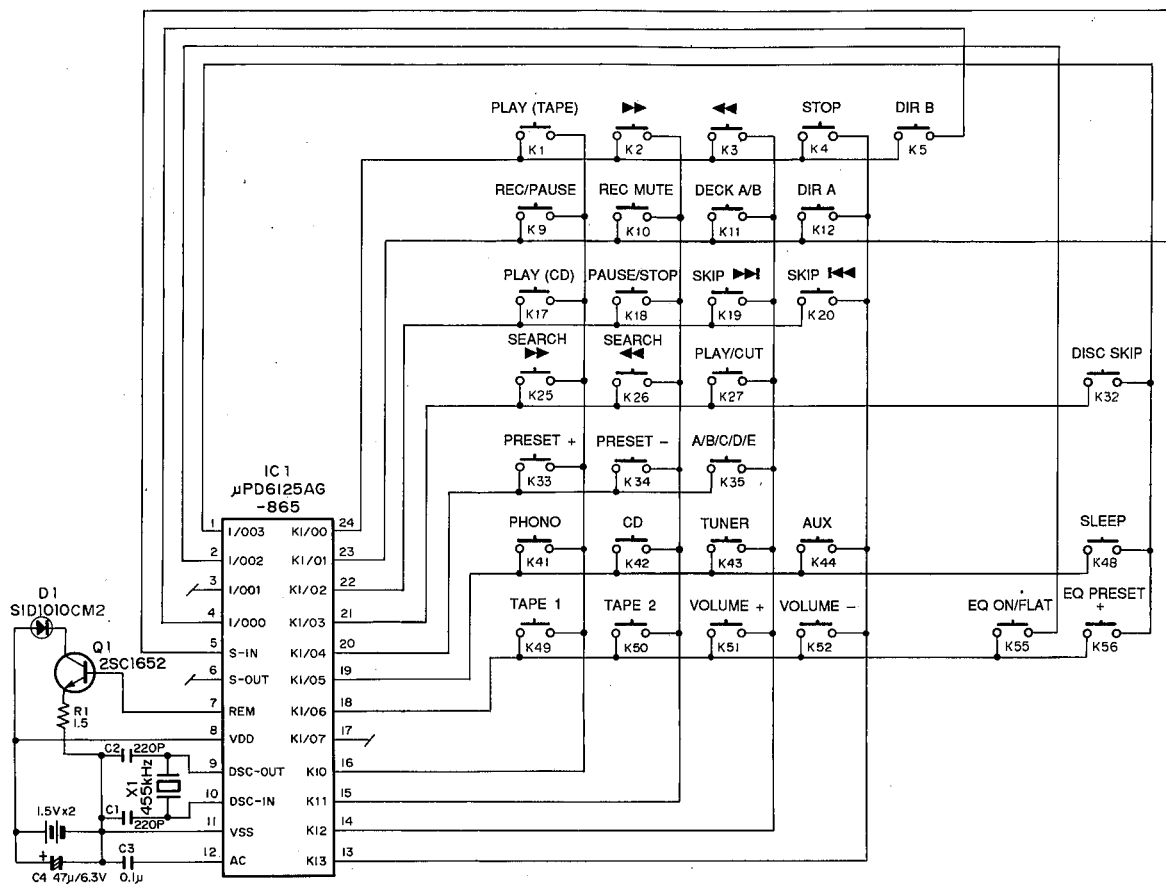 PLAY (TAPE) ▶▶ ◀◀ STOP DIR B
K1 K2 K3 K4 K5
REC/PAUSE REC MUTE DECK A/B DIR A
K9 K10 K11 K12
PLAY (CD) PAUSE/STOP SKIP ▶▶I SKIP I◀◀
K17 K18 K19 K20
SEARCH SEARCH PLAY/CUT DISC SKIP
▶▶ ◀◀
K25 K26 K27 K32
PRESET + PRESET − A/B/C/D/E
K33 K34 K35
PHONO CD TUNER AUX SLEEP
K41 K42 K43 K44 K48
TAPE 1 TAPE 2 VOLUME + VOLUME − EQ ON/FLAT EQ PRESET
+
K49 K50 K51 K52 K55 K56
IC1
μPD6125AG
-865
1 I/003 KI/00 24
2 I/002 KI/01 23
3 I/001 KI/02 22
4 I/000 KI/03 21
5 S-IN KI/04 20
6 S-OUT KI/05 19
7 REM KI/06 18
8 VDD KI/07 17
9 DSC-OUT KI0 16
10 DSC-IN KI1 15
11 VSS KI2 14
12 AC KI3 13
D1
SID1010CM2
Q1
2SC1652
R1
1.5
C2 220P
X1
455kHz
C1
220P
1.5V×2
+
C4 47μ/6.3V
C3
0.1μ